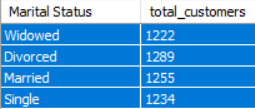 Marital Status total_customers
Widowed 1222
Divorced 1289
Married 1255
Single 1234